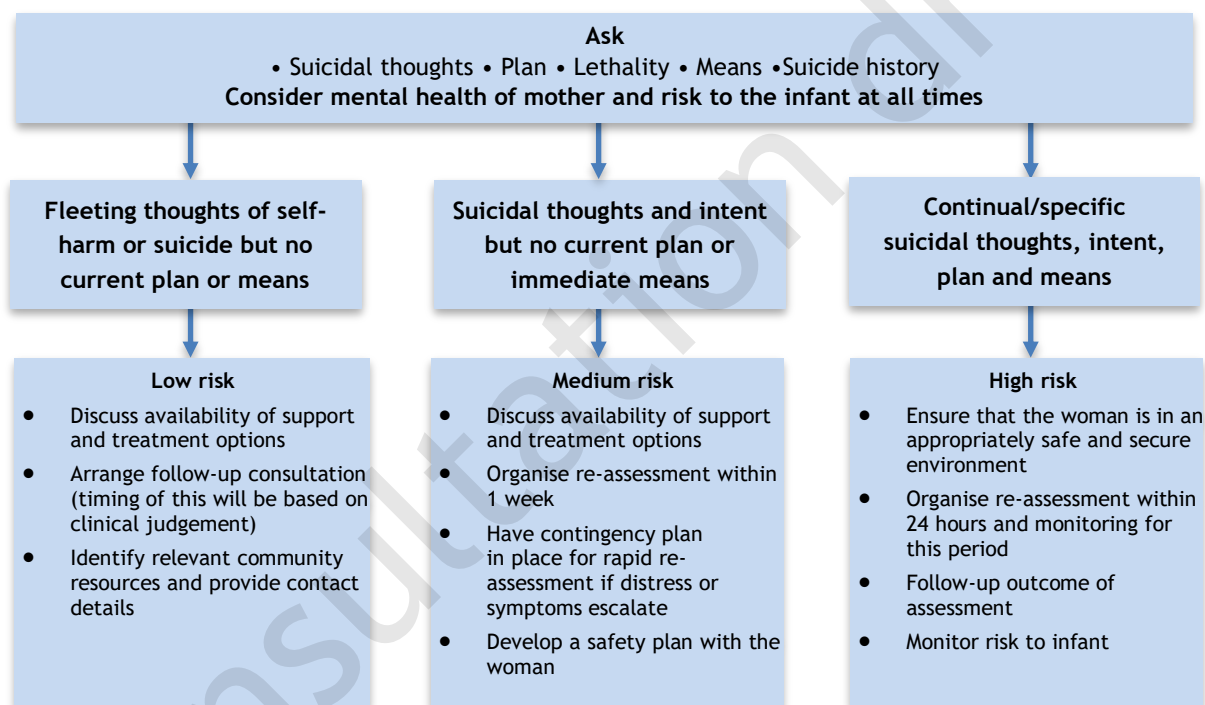 Ask
• Suicidal thoughts • Plan • Lethality • Means •Suicide history
Consider mental health of mother and risk to the infant at all times
Fleeting thoughts of self-
harm or suicide but no
current plan or means
Suicidal thoughts and intent
but no current plan or
immediate means
Continual/specific
suicidal thoughts, intent,
plan and means
Low risk
• Discuss availability of support
and treatment options
• Arrange follow-up consultation
(timing of this will be based on
clinical judgement)
• Identify relevant community
resources and provide contact
details
Medium risk
• Discuss availability of support
and treatment options
• Organise re-assessment within
1 week
• Have contingency plan
in place for rapid re-
assessment if distress or
symptoms escalate
• Develop a safety plan with the
woman
High risk
• Ensure that the woman is in an
appropriately safe and secure
environment
• Organise re-assessment within
24 hours and monitoring for
this period
• Follow-up outcome of
assessment
• Monitor risk to infant